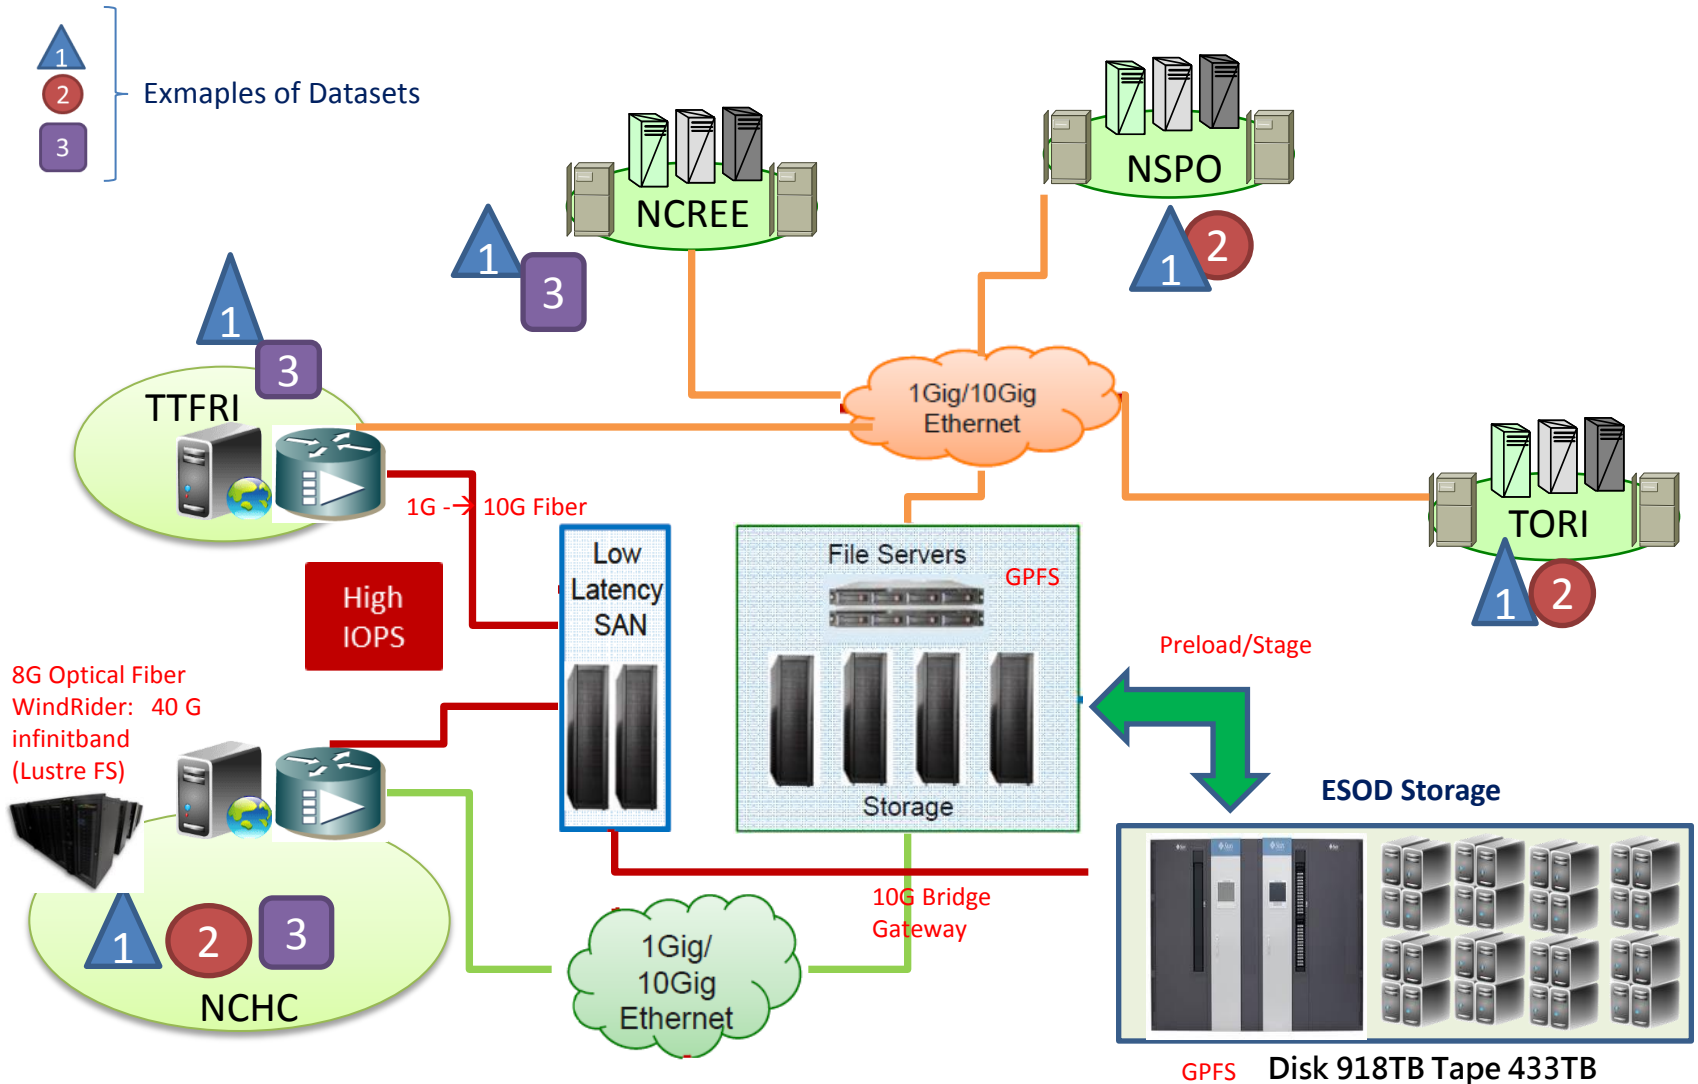 1
2
3
Exmaples of Datasets
NCREE
1
3
NSPO
1
2
1
3
TTFRI
1Gig/10Gig
Ethernet
1G -→ 10G Fiber
TORI
1
2
High
IOPS
Low
Latency
SAN
File Servers
GPFS
Storage
Preload/Stage
8G Optical Fiber
WindRider: 40 G
infinitband
(Lustre FS)
ESOD Storage
10G Bridge
Gateway
1
2
3
NCHC
1Gig/
10Gig
Ethernet
Sun
Sun
GPFS
Disk 918TB Tape 433TB